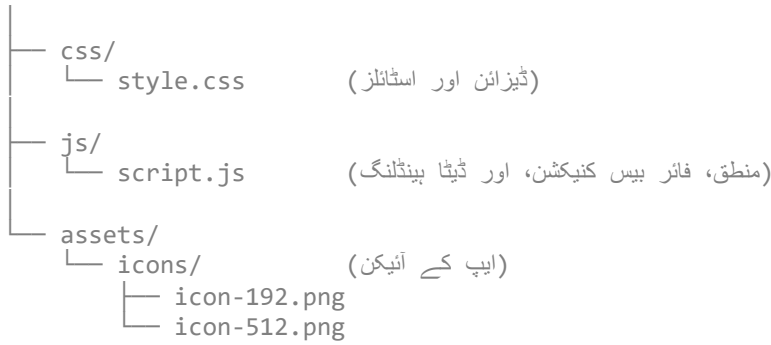 │
├── css/
│   └── style.css (ڈیزائن اور اسٹائلز)
│
├── js/
│   └── script.js (منطق، فائر بیس کنیکشن، اور ڈیٹا ہینڈلنگ)
│
└── assets/
    └── icons/ (ایپ کے آئیکن)
        ├── icon-192.png
        └── icon-512.png